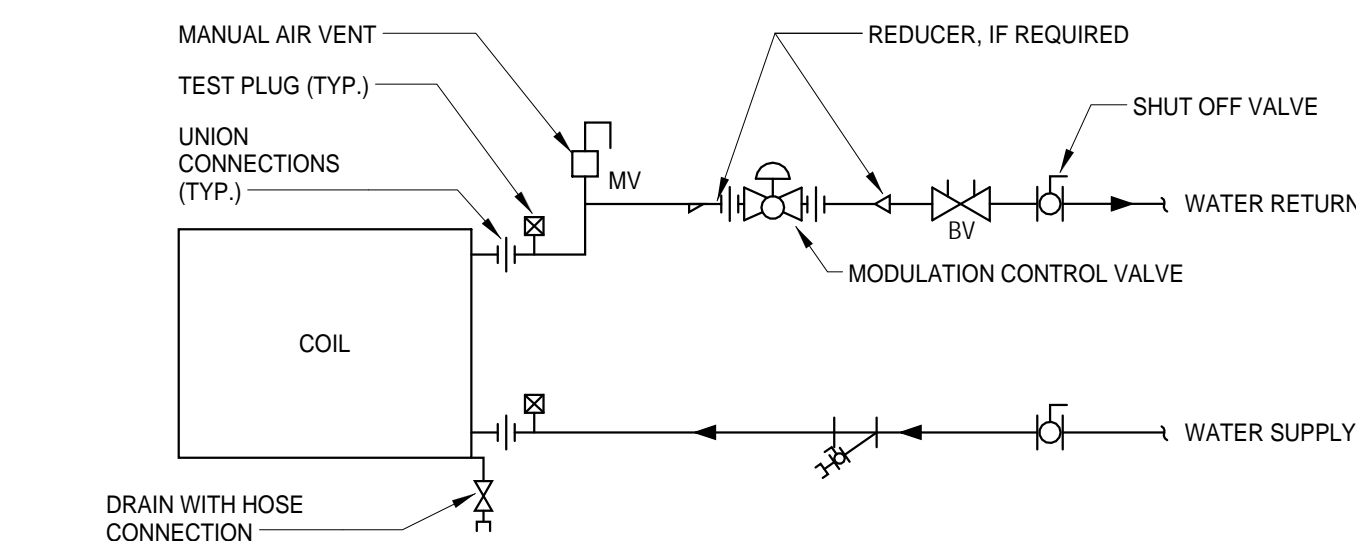 MANUAL AIR VENT
REDUCER, IF REQUIRED
TEST PLUG (TYP.)
SHUT OFF VALVE
UNION
CONNECTIONS
(TYP.)
MV
WATER RETURN
BV
MODULATION CONTROL VALVE
COIL
WATER SUPPLY
DRAIN WITH HOSE
CONNECTION